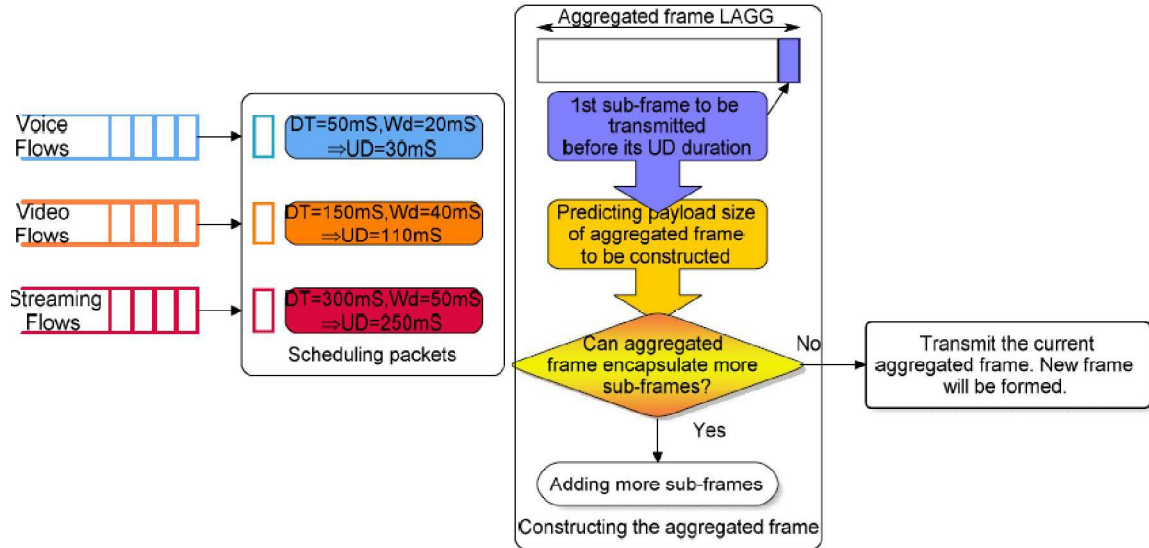 Aggregated frame LAGG
Voice
Flows
DT=50mS,Wd=20mS
⇒UD=30mS
Video
Flows
DT=150mS,Wd=40mS
⇒UD=110mS
Streaming
Flows
DT=300mS,Wd=50mS
⇒UD=250mS
Scheduling packets
1st sub-frame to be
transmitted
before its UD duration
Predicting payload size
of aggregated frame
to be constructed
Can aggregated
frame encapsulate more
sub-frames?
No
Transmit the current
aggregated frame. New frame
will be formed.
Yes
Adding more sub-frames
Constructing the aggregated frame